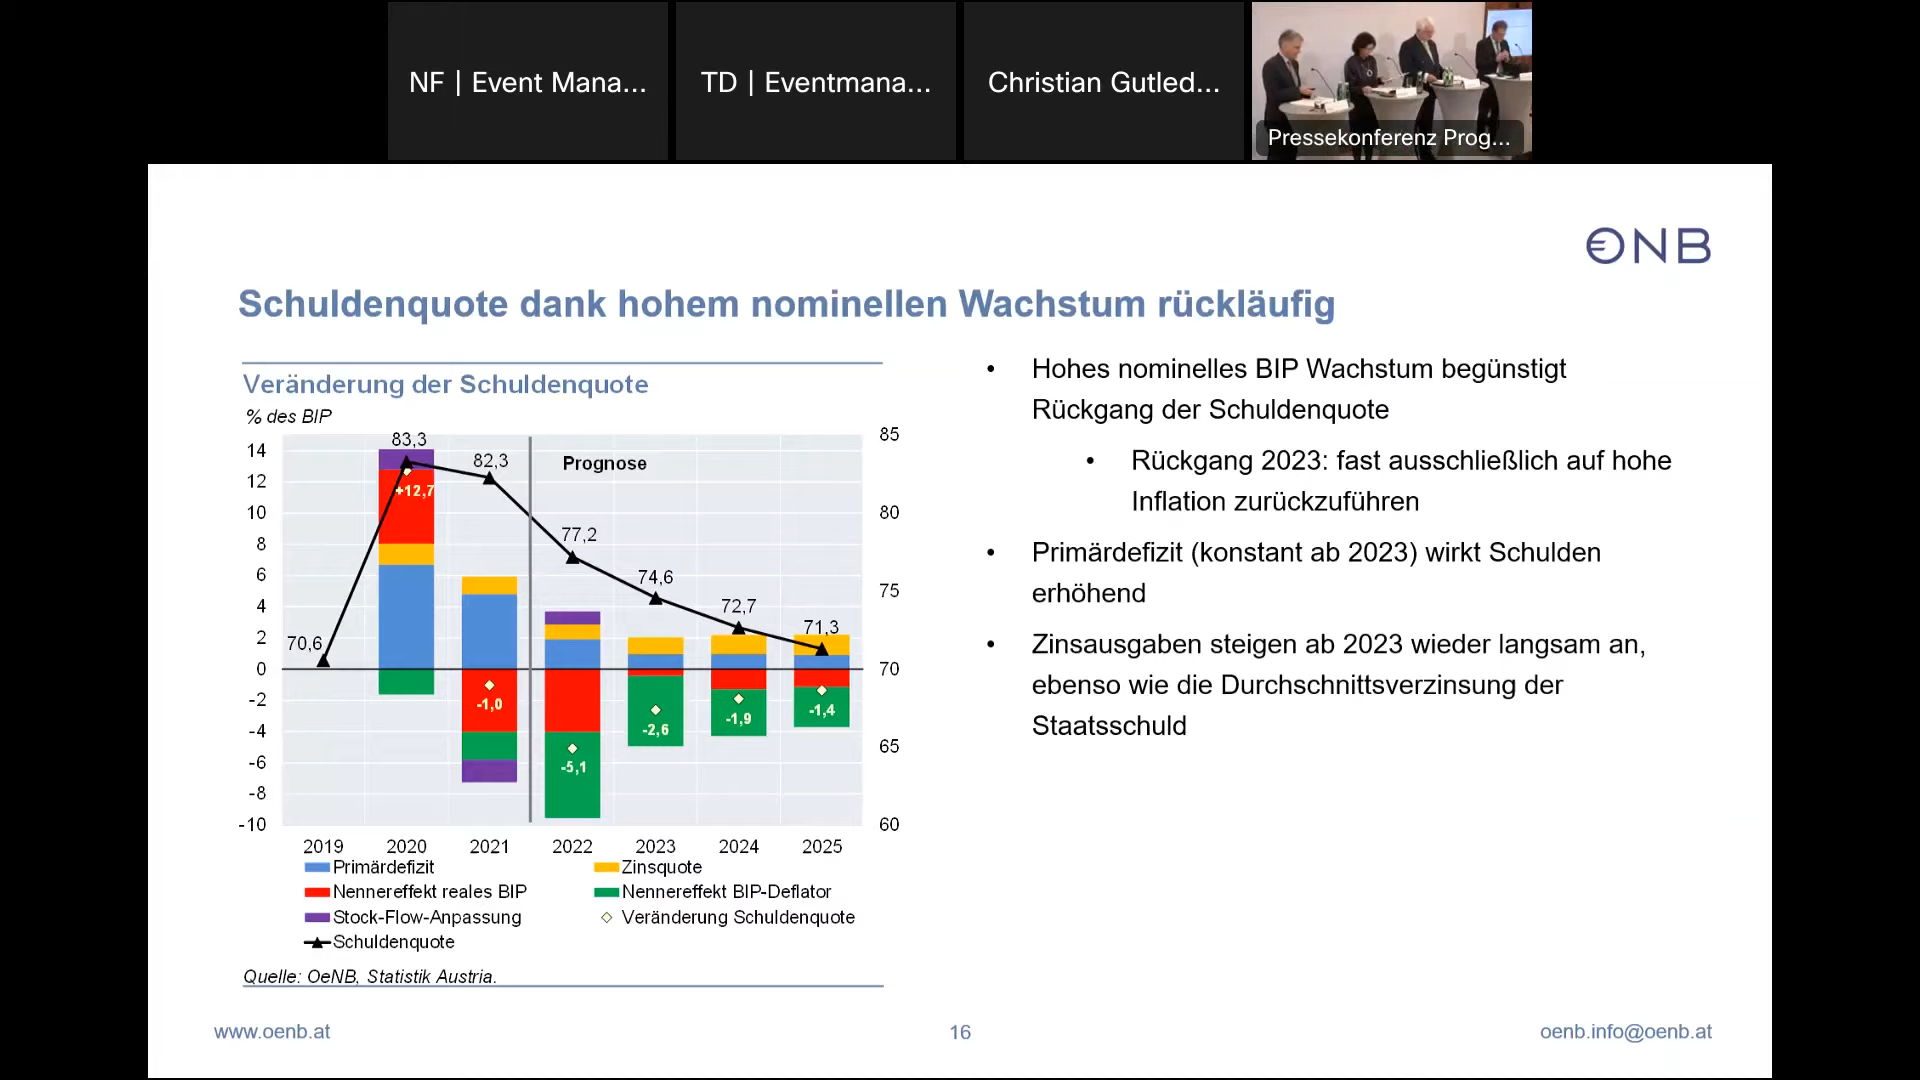 NF | Event Mana...
TD | Eventmana...
Christian Gutled...
Pressekonferenz Prog...
ONB
Schuldenquote dank hohem nominellen Wachstum rückläufig
Veränderung der Schuldenquote
% des BIP
14
12
10
8
6
4
2
0
-2
-4
-6
-8
-10
85
80
75
70
65
60
Prognose
70,6
83,3
82,3
77,2
74,6
72,7
71,3
+12,7
-1,0
-5,1
-2,6
-1,9
-1,4
2019 2020 2021 2022 2023 2024 2025
Primärdefizit
Zinsquote
Nennereffekt reales BIP
Nennereffekt BIP-Deflator
Stock-Flow-Anpassung
Veränderung Schuldenquote
Schuldenquote
Quelle: OeNB, Statistik Austria.
• Hohes nominelles BIP Wachstum begünstigt
Rückgang der Schuldenquote
• Rückgang 2023: fast ausschließlich auf hohe
Inflation zurückzuführen
• Primärdefizit (konstant ab 2023) wirkt Schulden
erhöhend
• Zinsausgaben steigen ab 2023 wieder langsam an,
ebenso wie die Durchschnittsverzinsung der
Staatsschuld
www.oenb.at
16
oenb.info@oenb.at